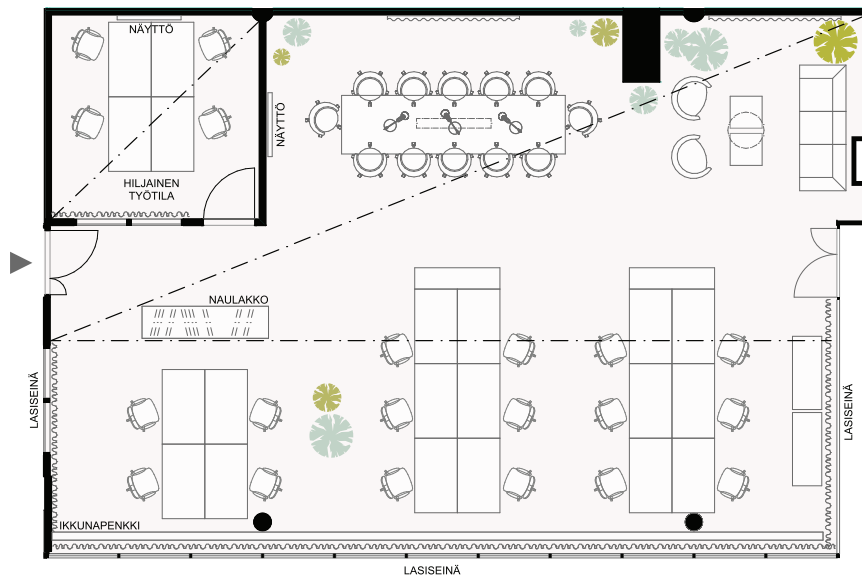 NÄYTTÖ
NÄYTTÖ
HILJAINEN
TYÖTILA
NAULAKKO
LASISEINÄ
LASISEINÄ
IKKUNAPENKKI
LASISEINÄ